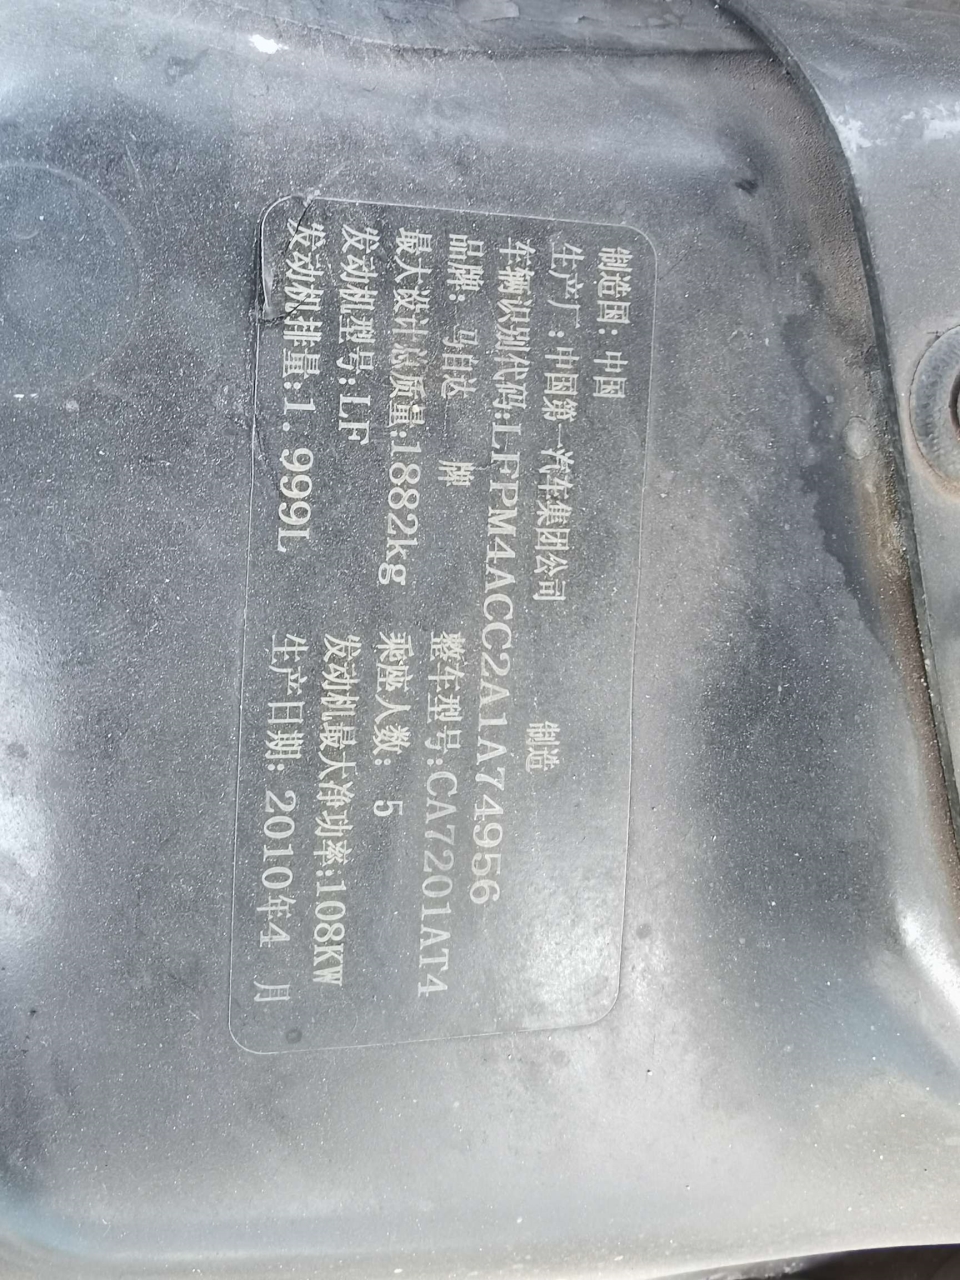 制造国：中国
生产厂：中国第一汽车集团公司 制造
车辆识别代码：LFPM4ACC2A1A74956
品牌：马自达 牌 整车型号：CA7201AT4
最大设计总质量：1882kg 乘座人数： 5
发动机型号：LF 发动机最大净功率：108KW
发动机排量：1.999L 生产日期：2010年4 月